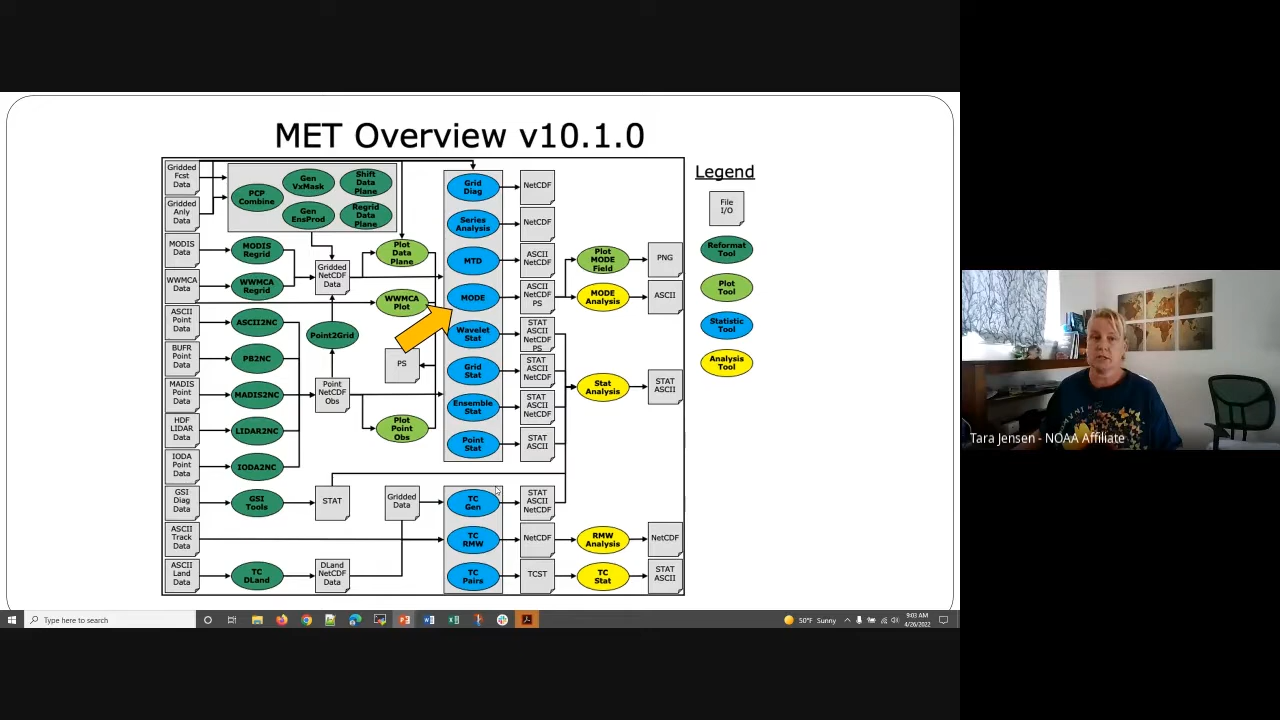 MET Overview v10.1.0
Legend
Gridded
Fcst
Data
Gridded
Anly
Data
MODIS
Data
WWMCA
Data
ASCII
Point
Data
BUFR
Point
Data
MADIS
Point
Data
HDF
LIDAR
Data
IODA
Point
Data
GSI
Diag
Data
ASCII
Track
Data
ASCII
Land
Data
PCP
Combine
Gen
VxMask
Shift
Data
Plane
Gen
EnsProd
Regrid
Data
Plane
MODIS
Regrid
WWMCA
Regrid
ASCII2NC
PB2NC
MADIS2NC
LIDAR2NC
IODA2NC
GSI
Tools
TC
DLand
Gridded
NetCDF
Data
Point2Grid
Point
NetCDF
Obs
STAT
DLand
NetCDF
Data
Plot
Data
Plane
WWMCA
Plot
PS
Plot
Point
Obs
Gridded
Data
Grid
Diag
Series
Analysis
MTD
MODE
Wavelet
Stat
Grid
Stat
Ensemble
Stat
Point
Stat
TC
Gen
TC
RMW
TC
Pairs
NetCDF
NetCDF
ASCII
NetCDF
ASCII
NetCDF
PS
STAT
ASCII
NetCDF
PS
STAT
ASCII
NetCDF
STAT
ASCII
NetCDF
STAT
ASCII
STAT
ASCII
NetCDF
NetCDF
TCST
Plot
MODE
Field
MODE
Analysis
Stat
Analysis
RMW
Analysis
TC
Stat
PNG
ASCII
STAT
ASCII
NetCDF
STAT
ASCII
File
I/O
Reformat
Tool
Plot
Tool
Statistic
Tool
Analysis
Tool
Tara Jensen - NOAA Affiliate
Type here to search
50°F Sunny
9:03 AM
4/26/2022